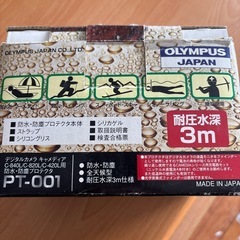 OLYMPUS JAPAN CO., LTD.
OLYMPUS
JAPAN
・防水・防塵プロテクタ本体
・ストラップ
・シリコングリス
・シリカゲル
・取扱説明書
・検査合格票
耐圧水深
3m
デジタルカメラ キャメディア
C-840L/C-820L/C-420L用
防水・防塵プロテクタ
PT-001
・防水・防塵
・全天候型
・耐圧水深3m仕様
MADE IN JAPAN